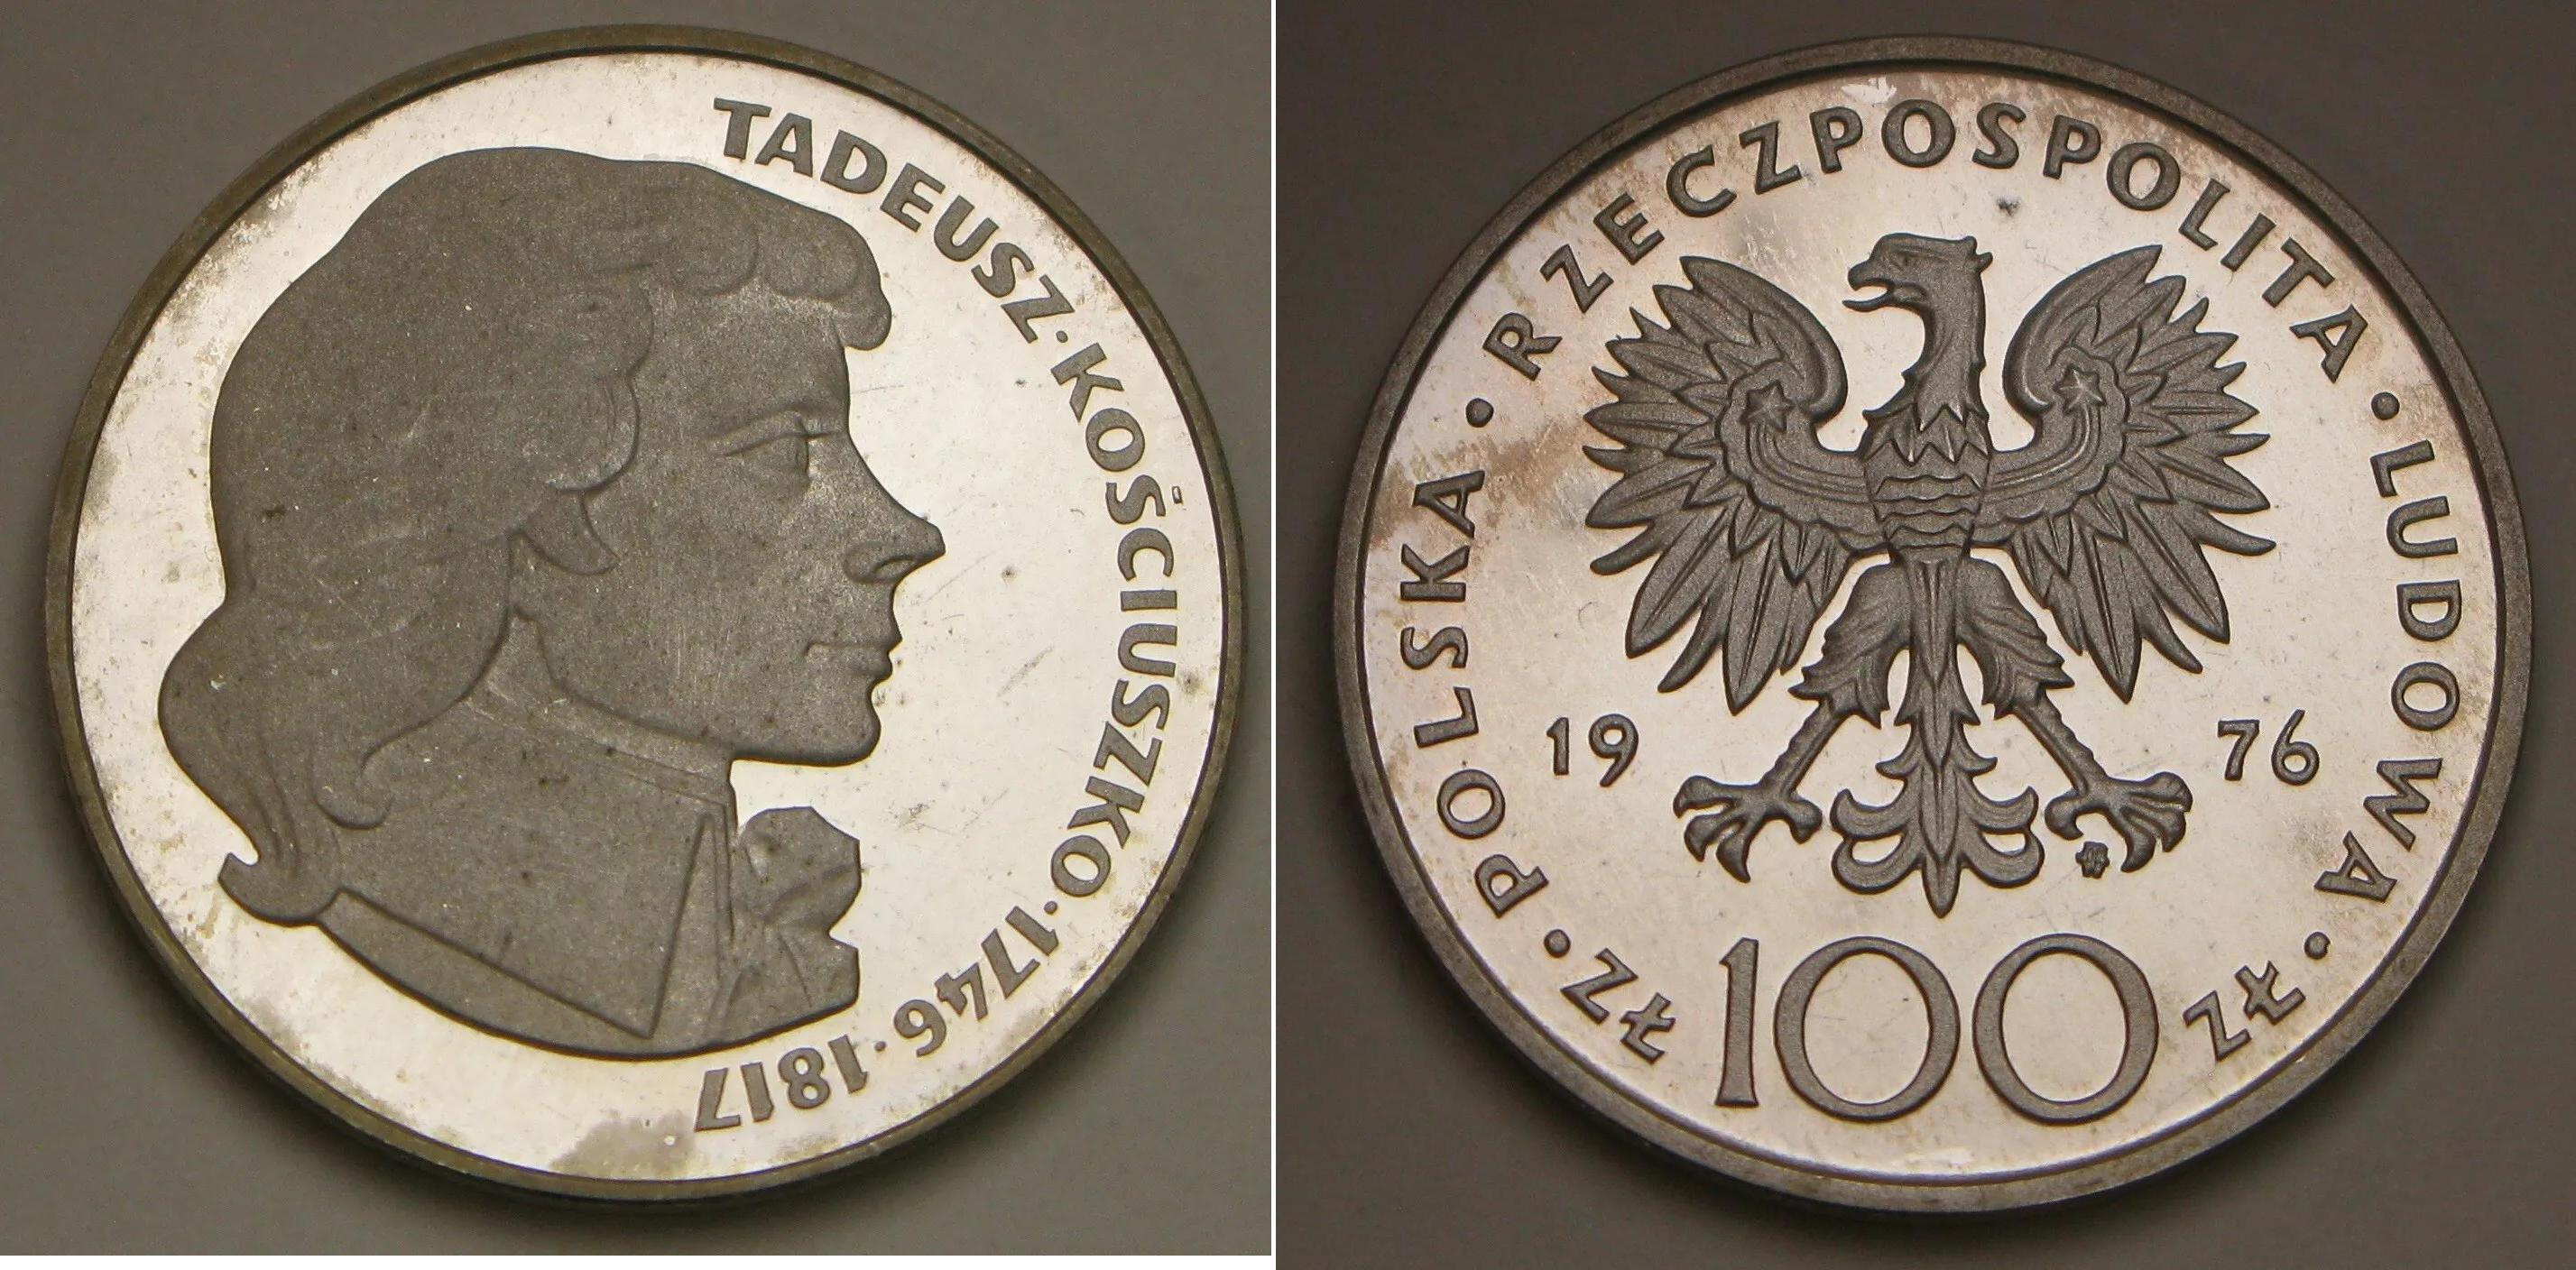 TADEUSZ·KOŚCIUSZKO·1746·1817
POLSKA·RZECZPOSPOLITA·LUDOWA·
19 76
ZŁ 100 ZŁ